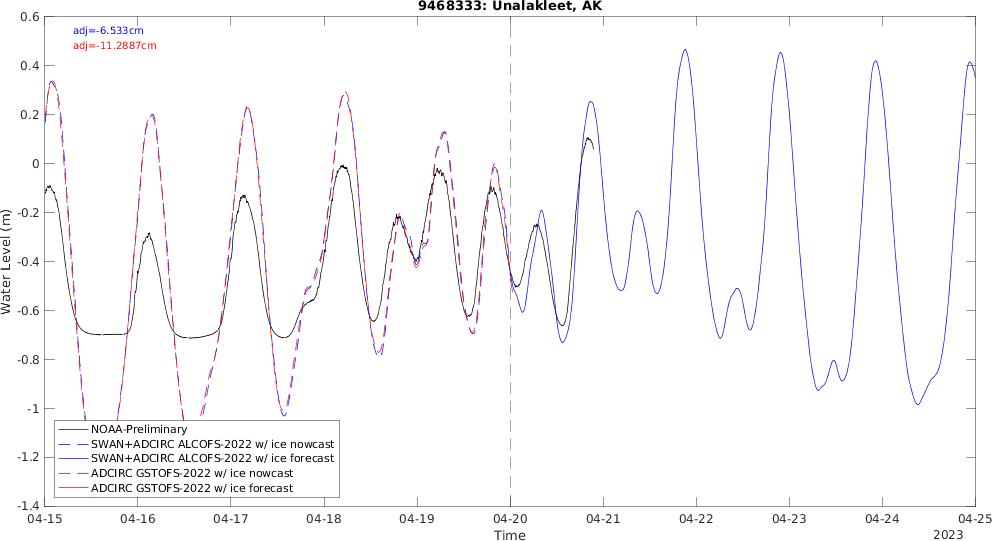 9468333: Unalakleet, AK
0.6
adj=-6.533cm
adj=-11.2887cm
0.4
0.2
0
-0.2
-0.4
-0.6
-0.8
-1
-1.2
-1.4
Water Level (m)
NOAA-Preliminary
SWAN+ADCIRC ALCOFS-2022 w/ ice nowcast
SWAN+ADCIRC ALCOFS-2022 w/ ice forecast
ADCIRC GSTOFS-2022 w/ ice nowcast
ADCIRC GSTOFS-2022 w/ ice forecast
04-15 04-16 04-17 04-18 04-19 04-20 04-21 04-22 04-23 04-24 04-25
Time
2023